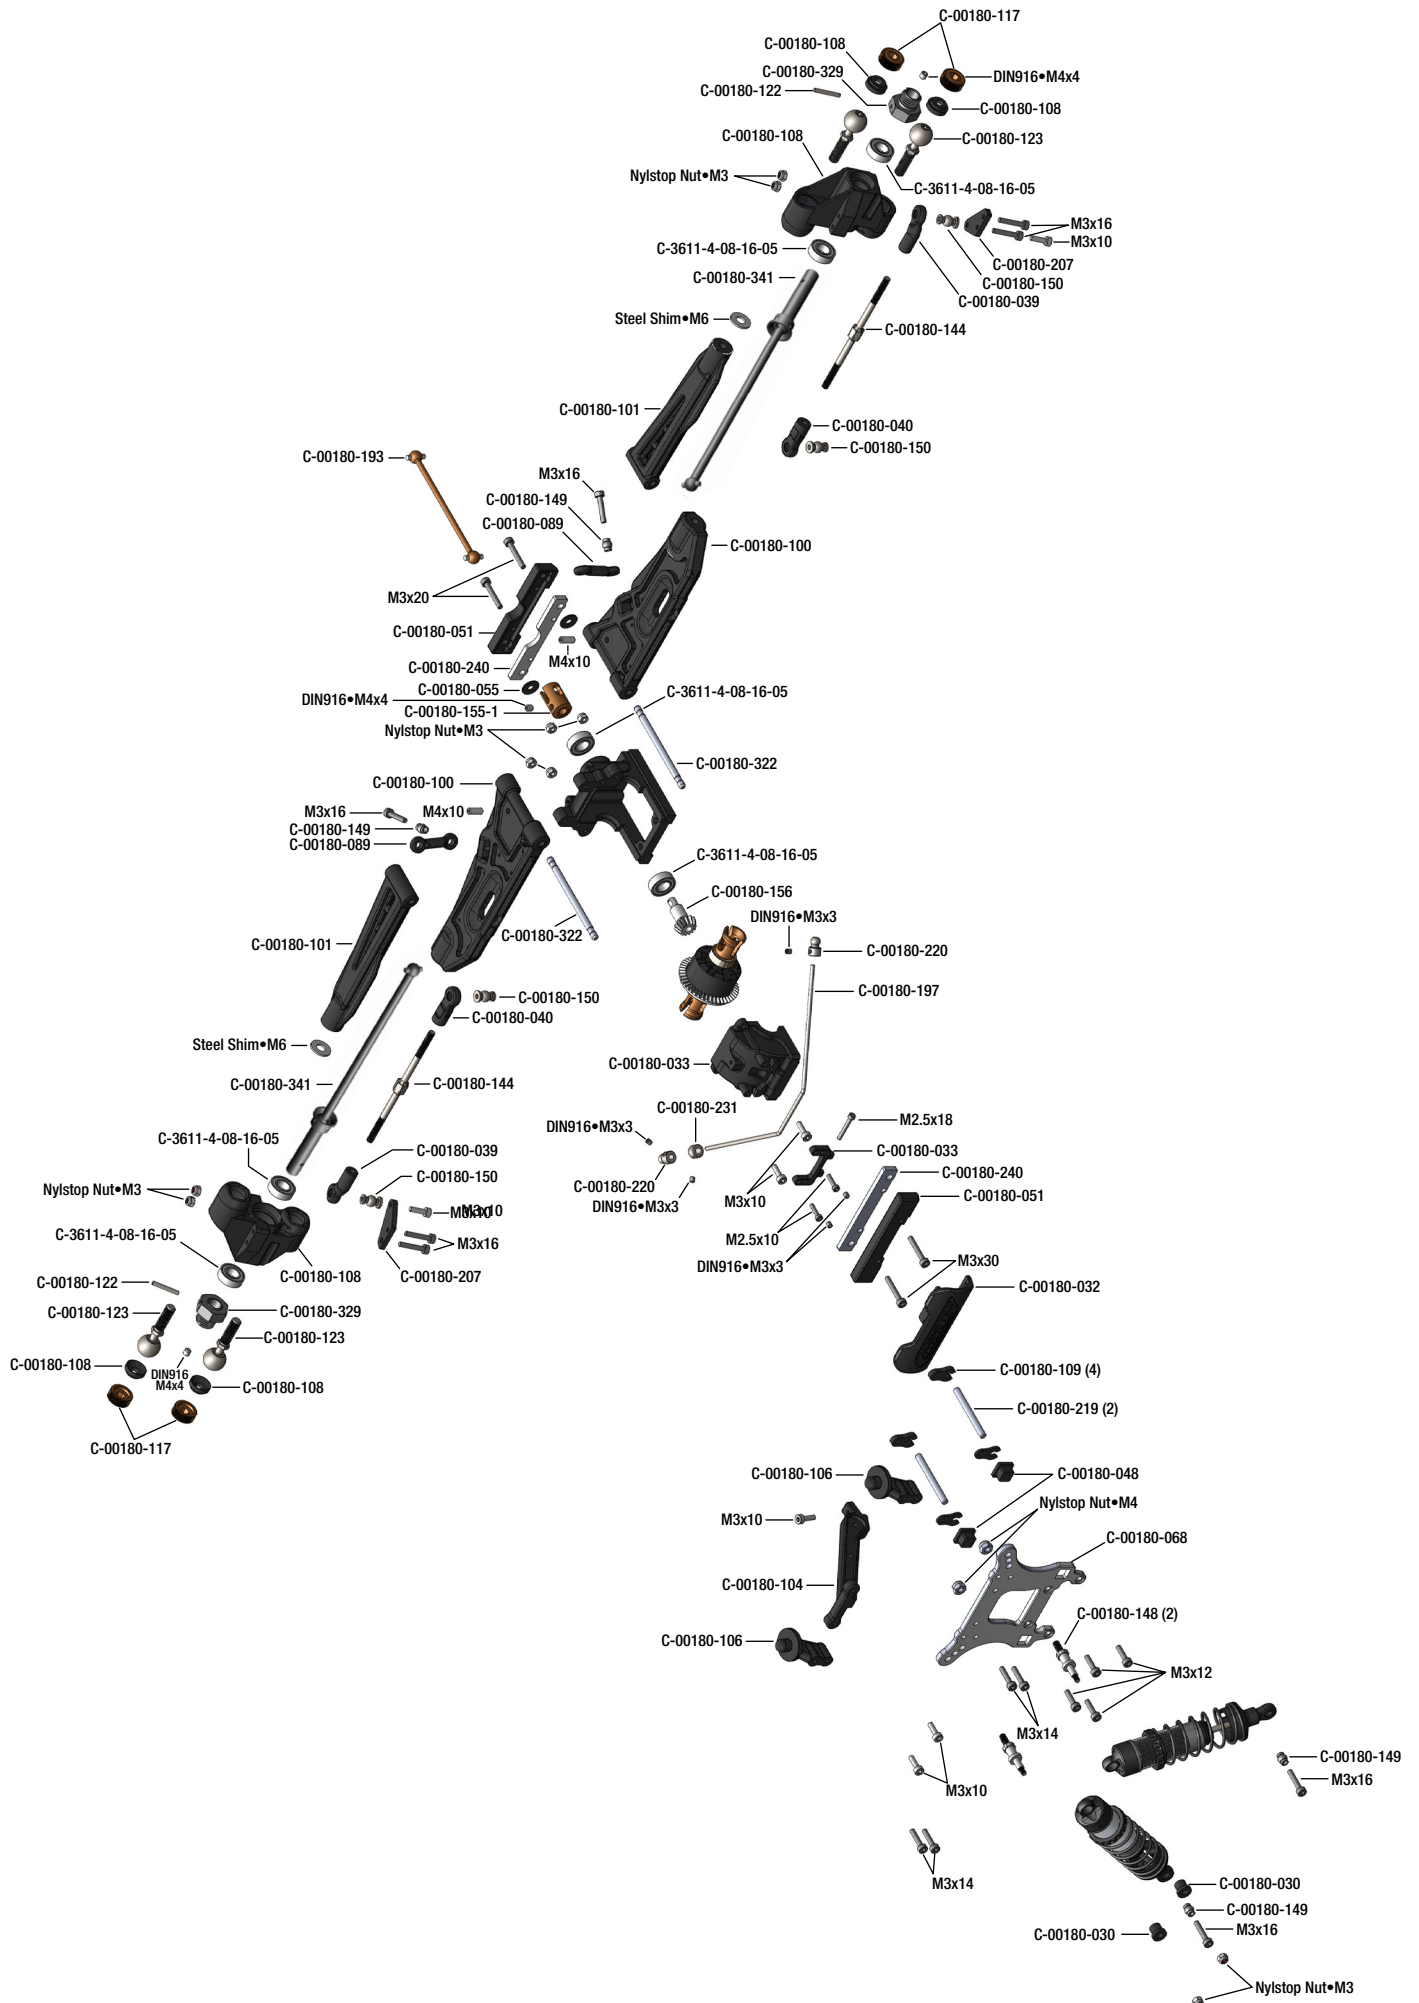 C-00180-117
C-00180-108
C-00180-329
DIN916•M4x4
C-00180-122
C-00180-108
C-00180-108
C-00180-123
Nylstop Nut•M3
C-3611-4-08-16-05
M3x16
M3x10
C-3611-4-08-16-05
C-00180-207
C-00180-341
C-00180-150
C-00180-039
Steel Shim•M6
C-00180-144
C-00180-101
C-00180-040
C-00180-150
C-00180-193
M3x16
C-00180-149
C-00180-089
C-00180-100
M3x20
C-00180-051
M4x10
C-00180-240
C-00180-055
C-3611-4-08-16-05
DIN916•M4x4
C-00180-155-1
Nylstop Nut•M3
C-00180-322
C-00180-100
M3x16
M4x10
C-00180-149
C-00180-089
C-3611-4-08-16-05
C-00180-156
DIN916•M3x3
C-00180-322
C-00180-101
C-00180-220
C-00180-197
C-00180-150
C-00180-040
Steel Shim•M6
C-00180-033
C-00180-341
C-00180-144
C-00180-231
M2.5x18
DIN916•M3x3
C-3611-4-08-16-05
C-00180-039
C-00180-033
C-00180-150
C-00180-240
Nylstop Nut•M3
C-00180-220
C-00180-051
M3x10
DIN916•M3x3
M3x10
M3x10
C-3611-4-08-16-05
M3x16
M2.5x10
DIN916•M3x3
M3x30
C-00180-108
C-00180-207
C-00180-122
C-00180-032
C-00180-123
C-00180-329
C-00180-123
C-00180-108
DIN916
M4x4
C-00180-108
C-00180-109 (4)
C-00180-219 (2)
C-00180-117
C-00180-106
C-00180-048
Nylstop Nut•M4
M3x10
C-00180-068
C-00180-104
C-00180-148 (2)
C-00180-106
M3x12
M3x14
C-00180-149
M3x16
M3x10
M3x14
C-00180-030
C-00180-149
M3x16
C-00180-030
Nylstop Nut•M3